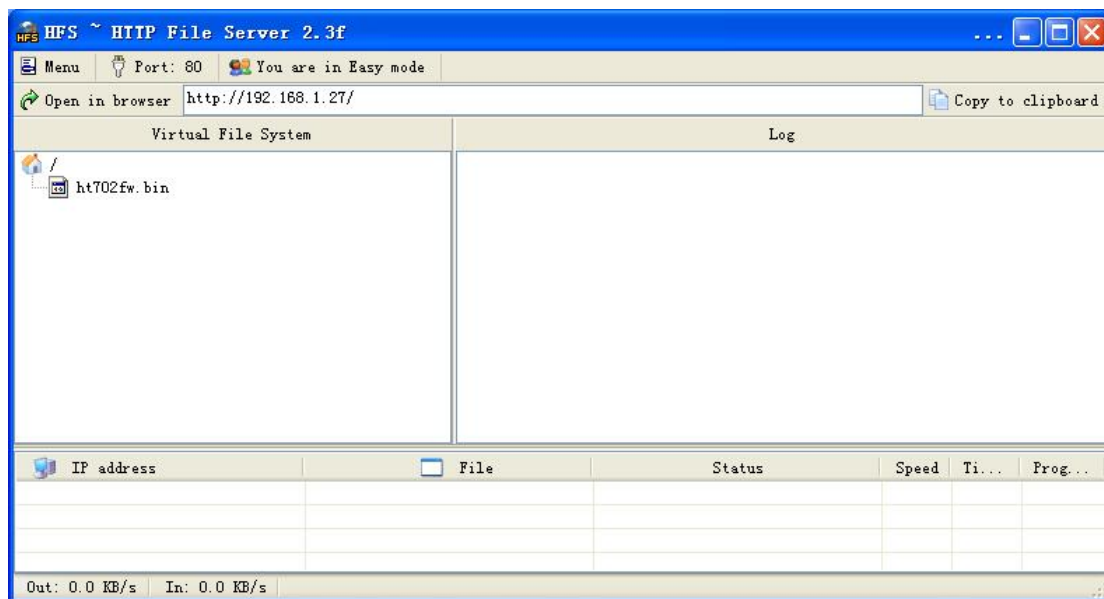 HFS ~ HTTP File Server 2.3f ...
Menu Port: 80 You are in Easy mode
Open in browser http://192.168.1.27/ Copy to clipboard
Virtual File System Log
/
ht702fw.bin
IP address File Status Speed Ti... Prog...
Out: 0.0 KB/s In: 0.0 KB/s